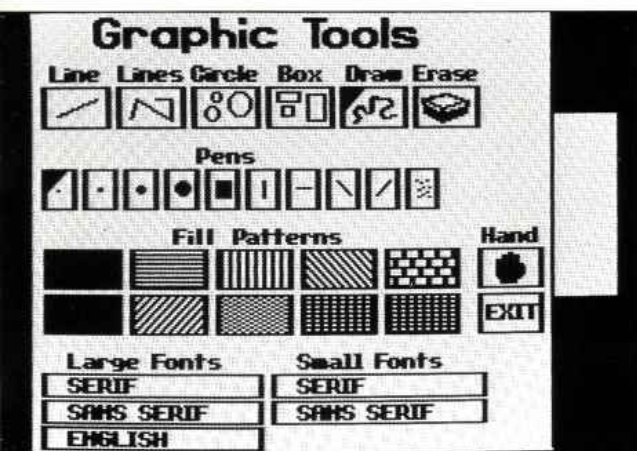 Graphic Tools
Line Lines Circle Box Draw Erase
Pens
Fill Patterns Hand
EXIT
Large Fonts Small Fonts
SERIF SERIF
SANS SERIF SANS SERIF
ENGLISH